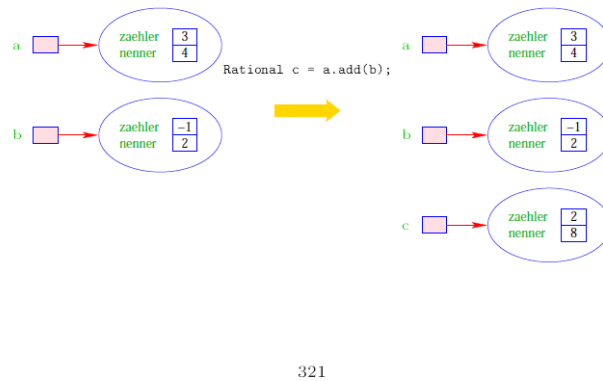 a zaehler 3
nenner 4
b zaehler −1
nenner 2
Rational c = a.add(b);
a zaehler 3
nenner 4
b zaehler −1
nenner 2
c zaehler 2
nenner 8
321